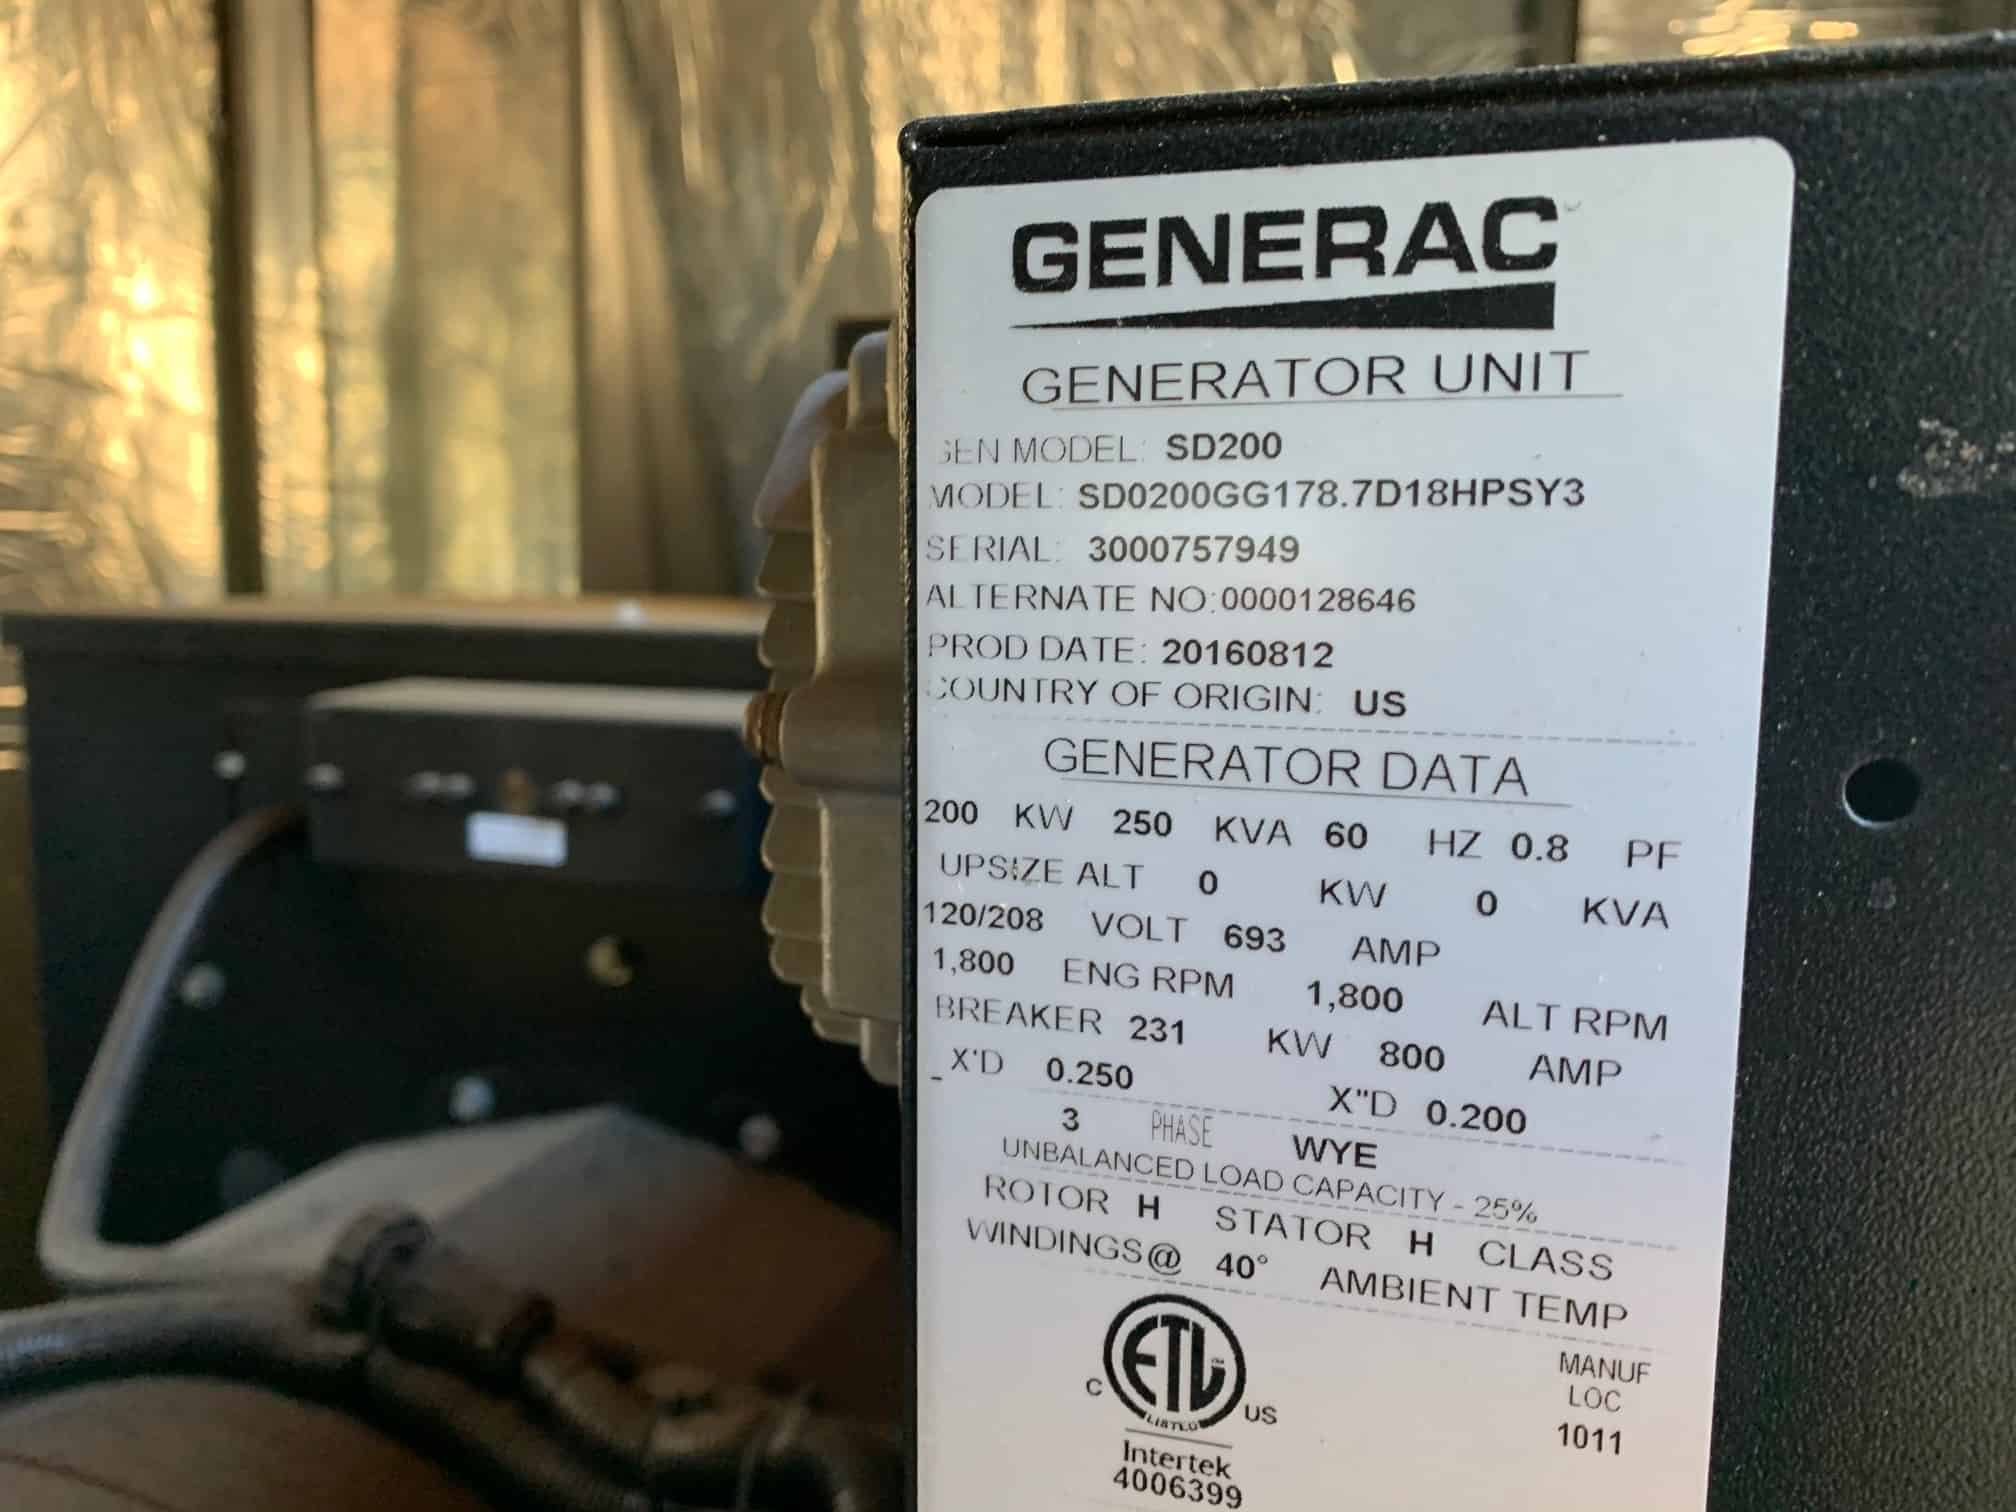 GENERAC
GENERATOR UNIT
GEN MODEL: SD200
MODEL: SD0200GG178.7D18HPSY3
SERIAL: 3000757949
ALTERNATE NO:0000128646
PROD DATE: 20160812
COUNTRY OF ORIGIN: US
GENERATOR DATA
200 KW 250 KVA 60 HZ 0.8 PF
UPSIZE ALT 0 KW 0 KVA
120/208 VOLT 693 AMP
1,800 ENG RPM 1,800 ALT RPM
BREAKER 231 KW 800 AMP
X'D 0.250 X"D 0.200
3 PHASE WYE
UNBALANCED LOAD CAPACITY - 25%
ROTOR H STATOR H CLASS
WINDINGS@ 40° AMBIENT TEMP
C ETL US
LISTED
Intertek
4006399
MANUF
LOC
1011